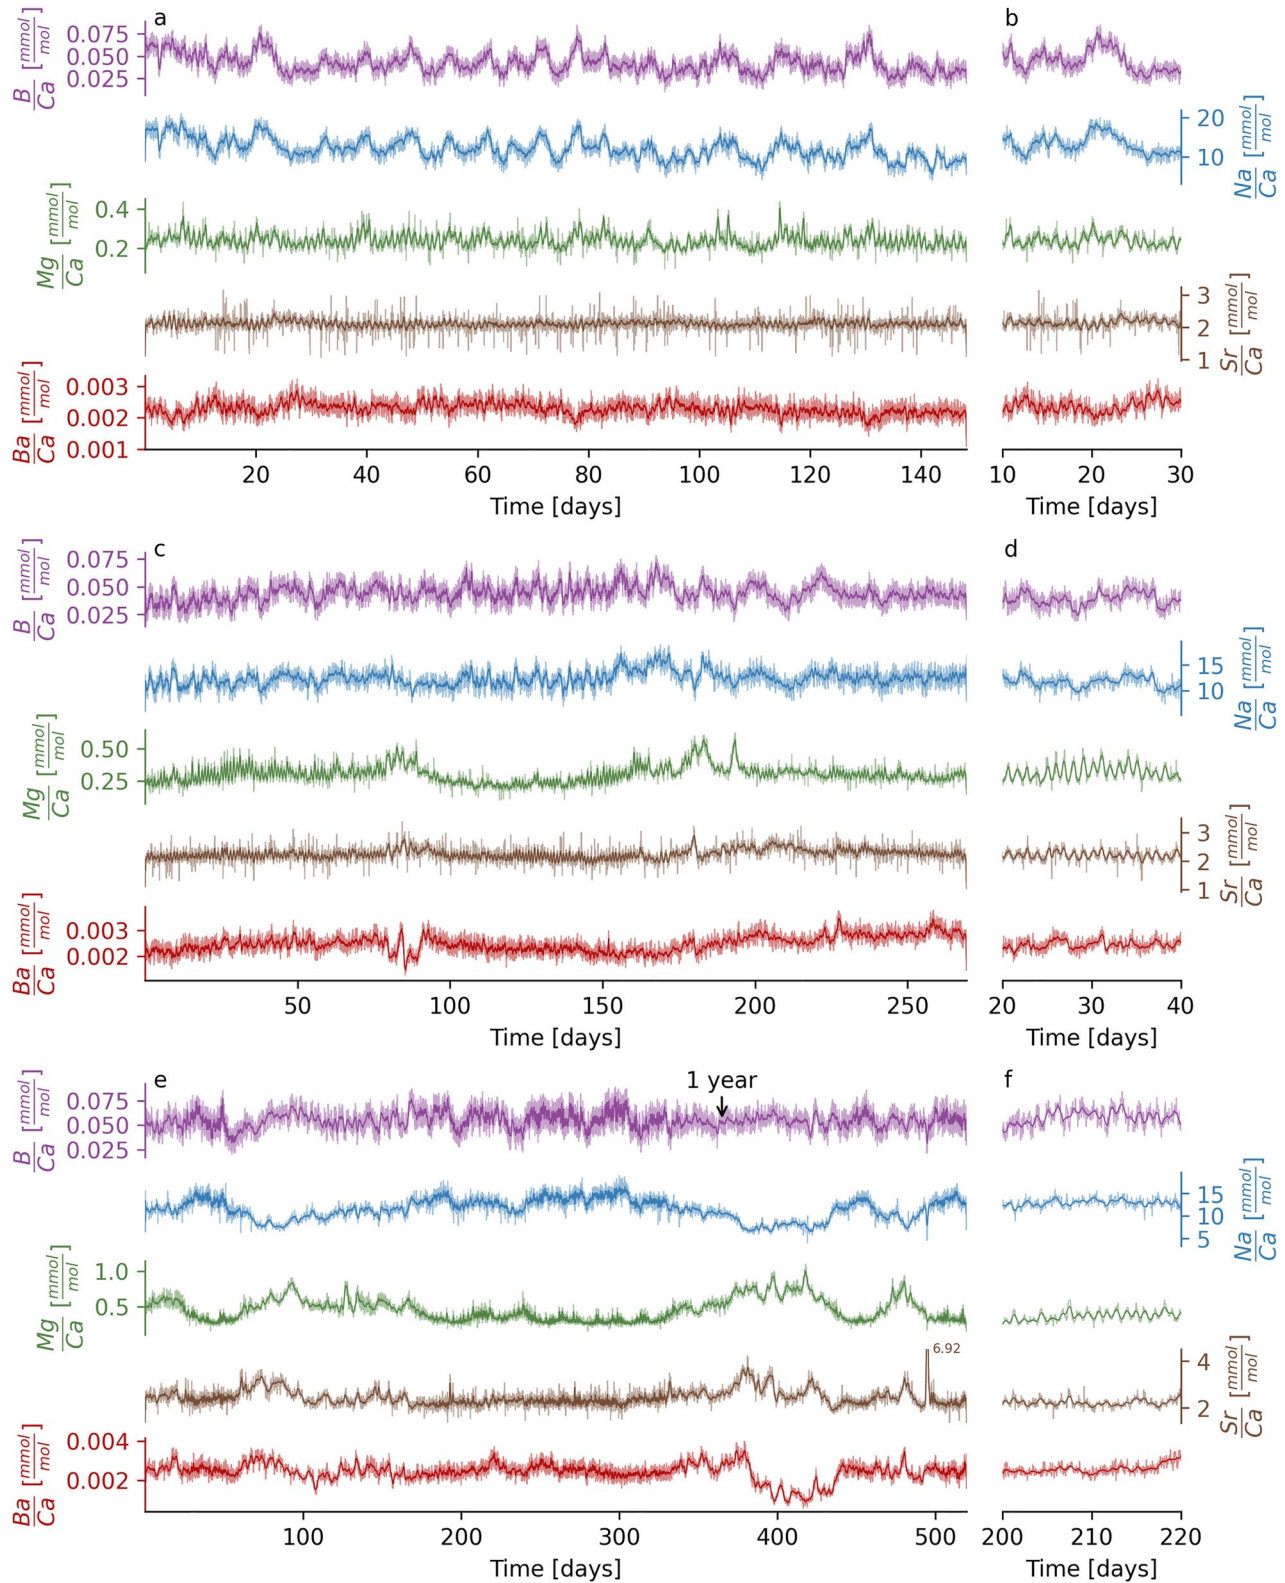 a
b
B/Ca [mmol/mol]
0.075
0.050
0.025
20
10
Na/Ca [mmol/mol]
Mg/Ca [mmol/mol]
0.4
0.2
3
2
1
Sr/Ca [mmol/mol]
Ba/Ca [mmol/mol]
0.003
0.002
0.001
20 40 60 80 100 120 140
10 20 30
Time [days]
Time [days]
c
d
B/Ca [mmol/mol]
0.075
0.050
0.025
15
10
Na/Ca [mmol/mol]
Mg/Ca [mmol/mol]
0.50
0.25
3
2
1
Sr/Ca [mmol/mol]
Ba/Ca [mmol/mol]
0.003
0.002
50 100 150 200 250
20 30 40
Time [days]
Time [days]
e
1 year
f
B/Ca [mmol/mol]
0.075
0.050
0.025
15
10
5
Na/Ca [mmol/mol]
Mg/Ca [mmol/mol]
1.0
0.5
6.92
4
2
Sr/Ca [mmol/mol]
Ba/Ca [mmol/mol]
0.004
0.002
100 200 300 400 500
200 210 220
Time [days]
Time [days]